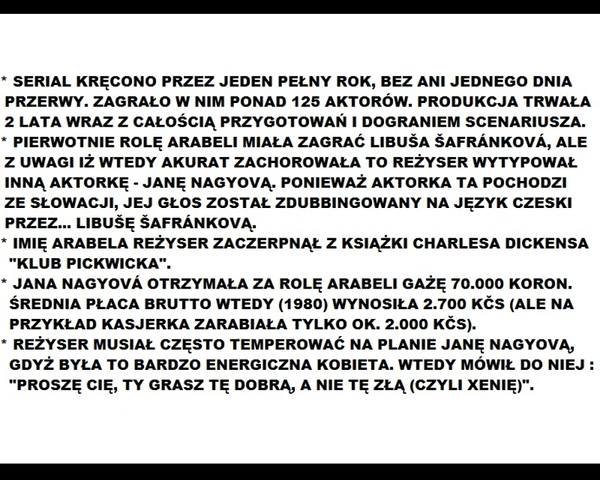 * SERIAL KRĘCONO PRZEZ JEDEN PEŁNY ROK, BEZ ANI JEDNEGO DNIA
PRZERWY. ZAGRAŁO W NIM PONAD 125 AKTORÓW. PRODUKCJA TRWAŁA
2 LATA WRAZ Z CAŁOŚCIĄ PRZYGOTOWAŃ I DOGRANIEM SCENARIUSZA.
* PIERWOTNIE ROLĘ ARABELI MIAŁA ZAGRAĆ LIBUŠA ŠAFRÁNKOVÁ, ALE
Z UWAGI IŻ WTEDY AKURAT ZACHOROWAŁA TO REŻYSER WYTYPOWAŁ
INNĄ AKTORKĘ - JANĘ NAGYOVĄ. PONIEWAŻ AKTORKA TA POCHODZI
ZE SŁOWACJI, JEJ GŁOS ZOSTAŁ ZDUBBINGOWANY NA JĘZYK CZESKI
PRZEZ... LIBUŠĘ ŠAFRÁNKOVĄ.
* IMIĘ ARABELA REŻYSER ZACZERPNĄŁ Z KSIĄŻKI CHARLESA DICKENSA
"KLUB PICKWICKA".
* JANA NAGYOVÁ OTRZYMAŁA ZA ROLĘ ARABELI GAŻĘ 70.000 KORON.
ŚREDNIA PŁACA BRUTTO WTEDY (1980) WYNOSIŁA 2.700 KČS (ALE NA
PRZYKŁAD KASJERKA ZARABIAŁA TYLKO OK. 2.000 KČS).
* REŻYSER MUSIAŁ CZĘSTO TEMPEROWAĆ NA PLANIE JANĘ NAGYOVĄ,
GDYŻ BYŁA TO BARDZO ENERGICZNA KOBIETA. WTEDY MÓWIŁ DO NIEJ :
"PROSZĘ CIĘ, TY GRASZ TĘ DOBRĄ, A NIE TĘ ZŁĄ (CZYLI XENIĘ)".